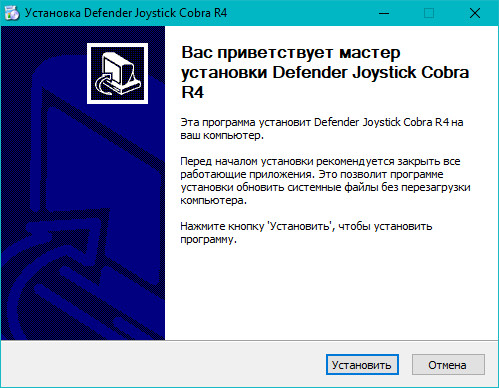 Установка Defender Joystick Cobra R4
Вас приветствует мастер
установки Defender Joystick Cobra
R4
Эта программа установит Defender Joystick Cobra R4 на
ваш компьютер.
Перед началом установки рекомендуется закрыть все
работающие приложения. Это позволит программе
установки обновить системные файлы без перезагрузки
компьютера.
Нажмите кнопку 'Установить', чтобы установить
программу.
Установить
Отмена